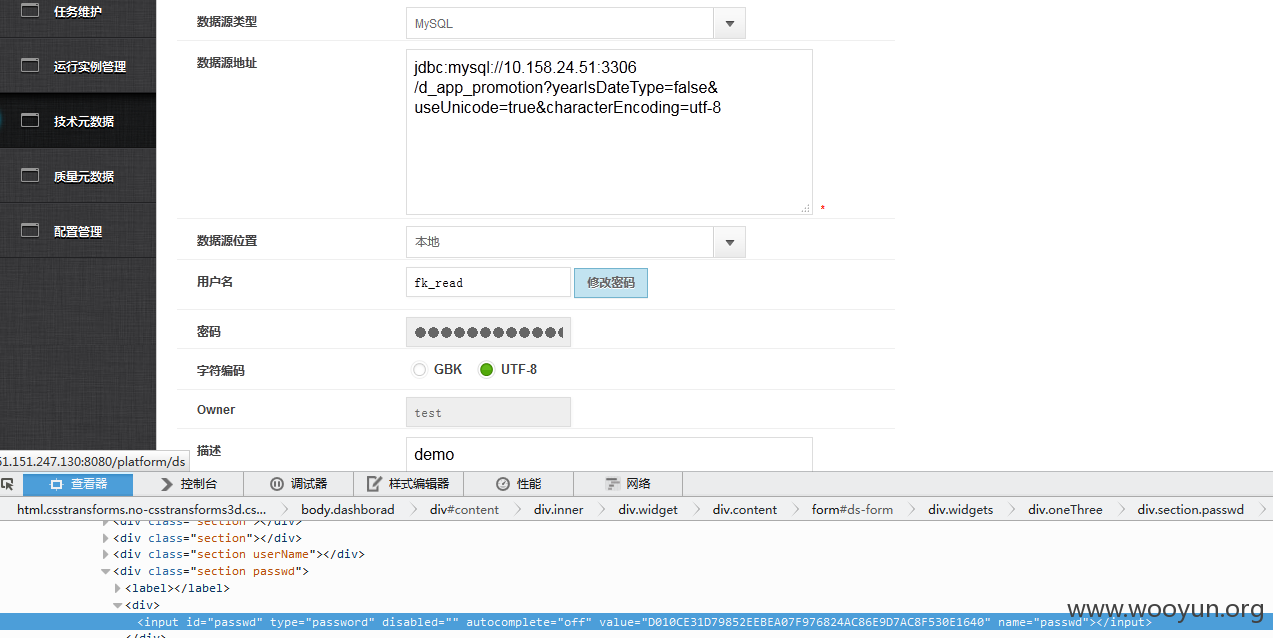 任务维护
运行实例管理
技术元数据
质量元数据
配置管理
数据源类型
MySQL
数据源地址
jdbc:mysql://10.158.24.51:3306
/d_app_promotion?yearIsDateType=false&
useUnicode=true&characterEncoding=utf-8
*
数据源位置
本地
用户名
fk_read
修改密码
密码
字符编码
GBK
UTF-8
Owner
test
描述
demo
61.151.247.130:8080/platform/ds
查看器
控制台
调试器
样式编辑器
性能
网络
html.csstransforms.no-csstransforms3d.cs...
body.dashborad
div#content
div.inner
div.widget
div.content
form#ds-form
div.widgets
div.oneThree
div.section.passwd
<div class="section"></div>
<div class="section"></div>
<div class="section userName"></div>
<div class="section passwd">
<label></label>
<div>
<input id="passwd" type="password" disabled="" autocomplete="off" value="D010CE31D79852EEBEA07F976824AC86E9D7AC8F530E1640" name="passwd"></input>
</div>
www.wooyun.org